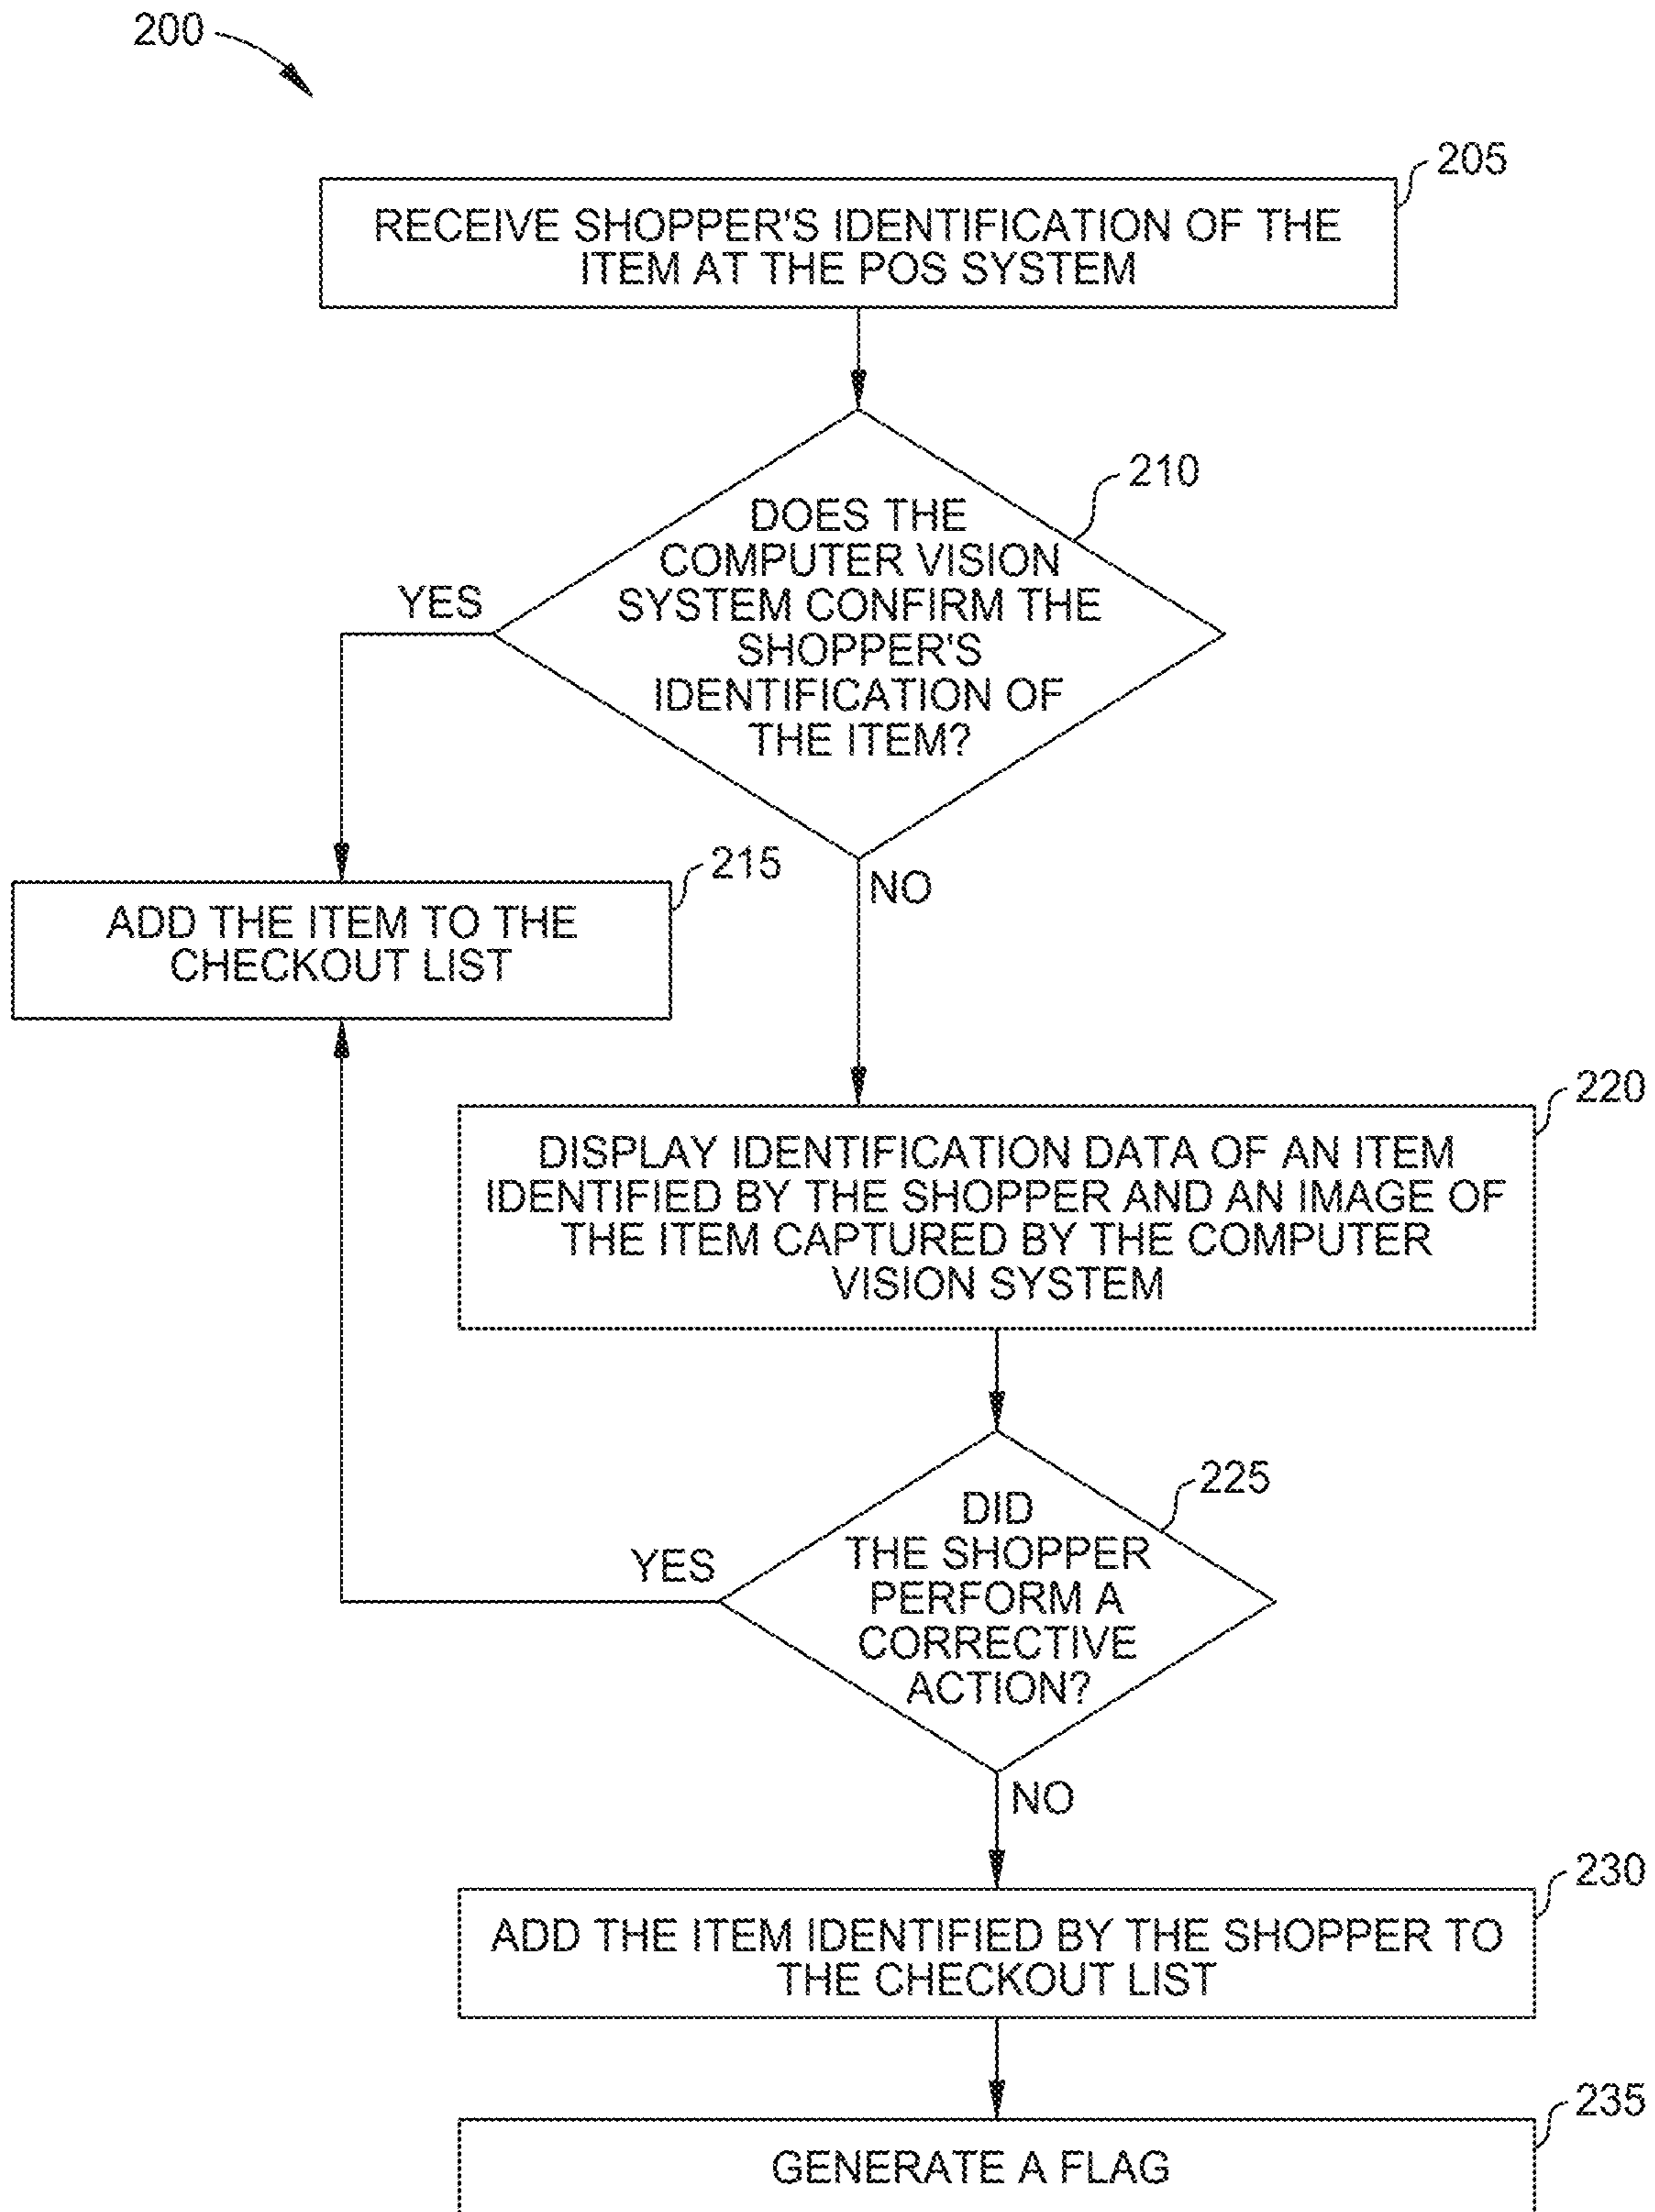 200
205
RECEIVE SHOPPER'S IDENTIFICATION OF THE
ITEM AT THE POS SYSTEM
210
DOES THE
COMPUTER VISION
SYSTEM CONFIRM THE
SHOPPER'S
IDENTIFICATION OF
THE ITEM?
YES
NO
215
ADD THE ITEM TO THE
CHECKOUT LIST
220
DISPLAY IDENTIFICATION DATA OF AN ITEM
IDENTIFIED BY THE SHOPPER AND AN IMAGE OF
THE ITEM CAPTURED BY THE COMPUTER
VISION SYSTEM
225
DID
THE SHOPPER
PERFORM A
CORRECTIVE
ACTION?
YES
NO
230
ADD THE ITEM IDENTIFIED BY THE SHOPPER TO
THE CHECKOUT LIST
235
GENERATE A FLAG